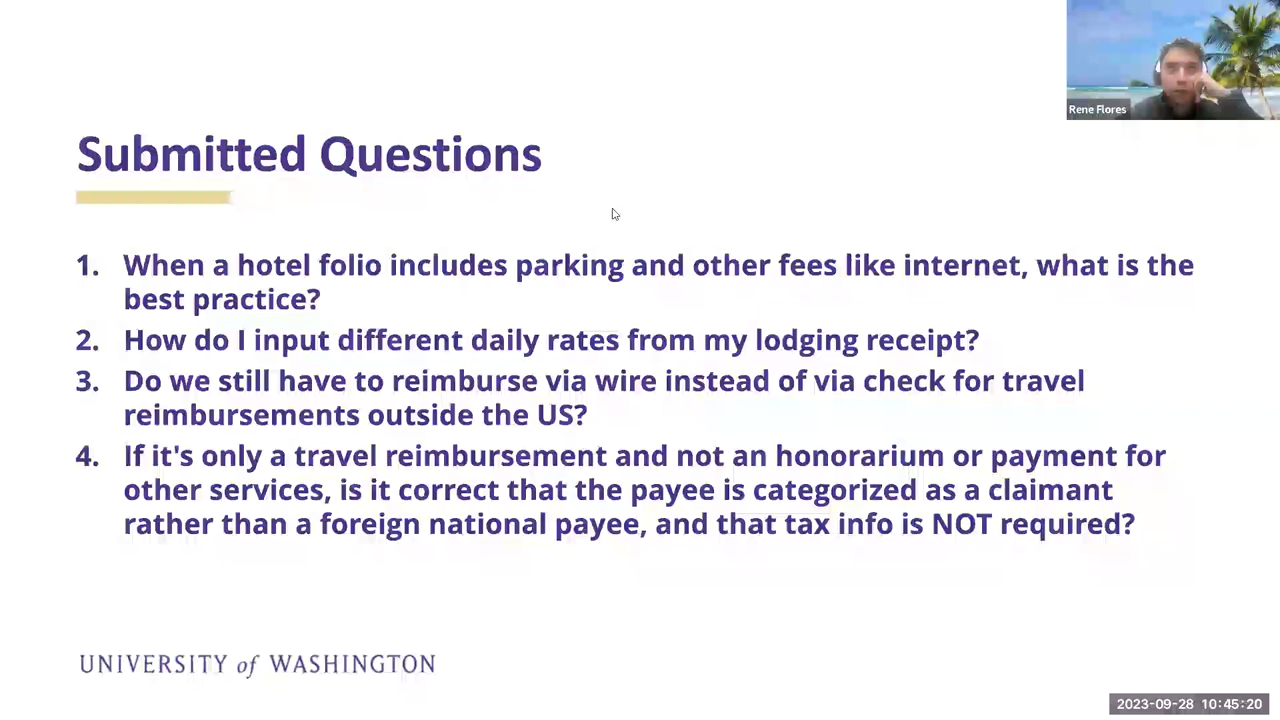 Rene Flores
Submitted Questions
1. When a hotel folio includes parking and other fees like internet, what is the
best practice?
2. How do I input different daily rates from my lodging receipt?
3. Do we still have to reimburse via wire instead of via check for travel
reimbursements outside the US?
4. If it's only a travel reimbursement and not an honorarium or payment for
other services, is it correct that the payee is categorized as a claimant
rather than a foreign national payee, and that tax info is NOT required?
UNIVERSITY of WASHINGTON
2023-09-28 10:45:20